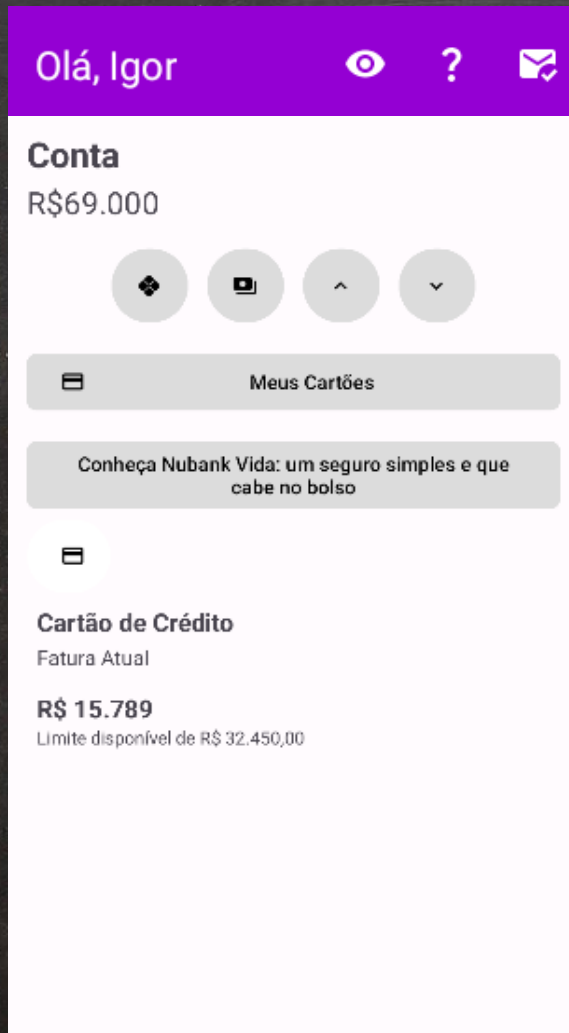 Olá, Igor
Conta
R$69.000
Meus Cartões
Conheça Nubank Vida: um seguro simples e que
cabe no bolso
Cartão de Crédito
Fatura Atual
R$ 15.789
Limite disponível de R$ 32.450,00